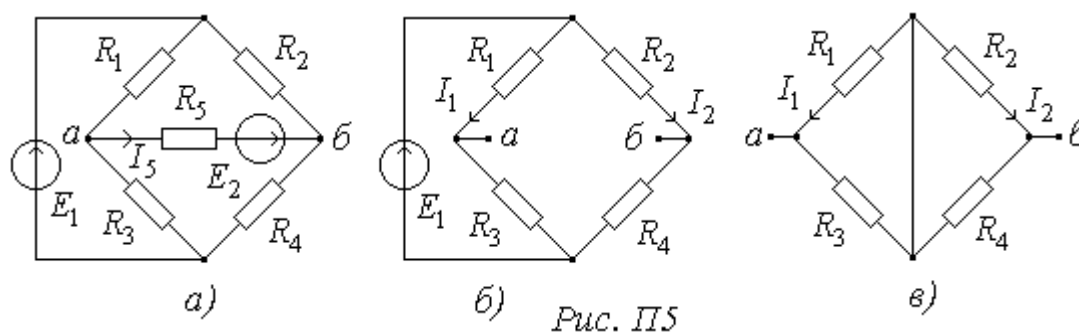 R1 R2
a R5 б
I5 E2
E1 R3 R4
а)
R1 R2
I1 I2
a б
E1 R3 R4
б)
R1 R2
I1 I2
a в
R3 R4
в)
Рис. П5